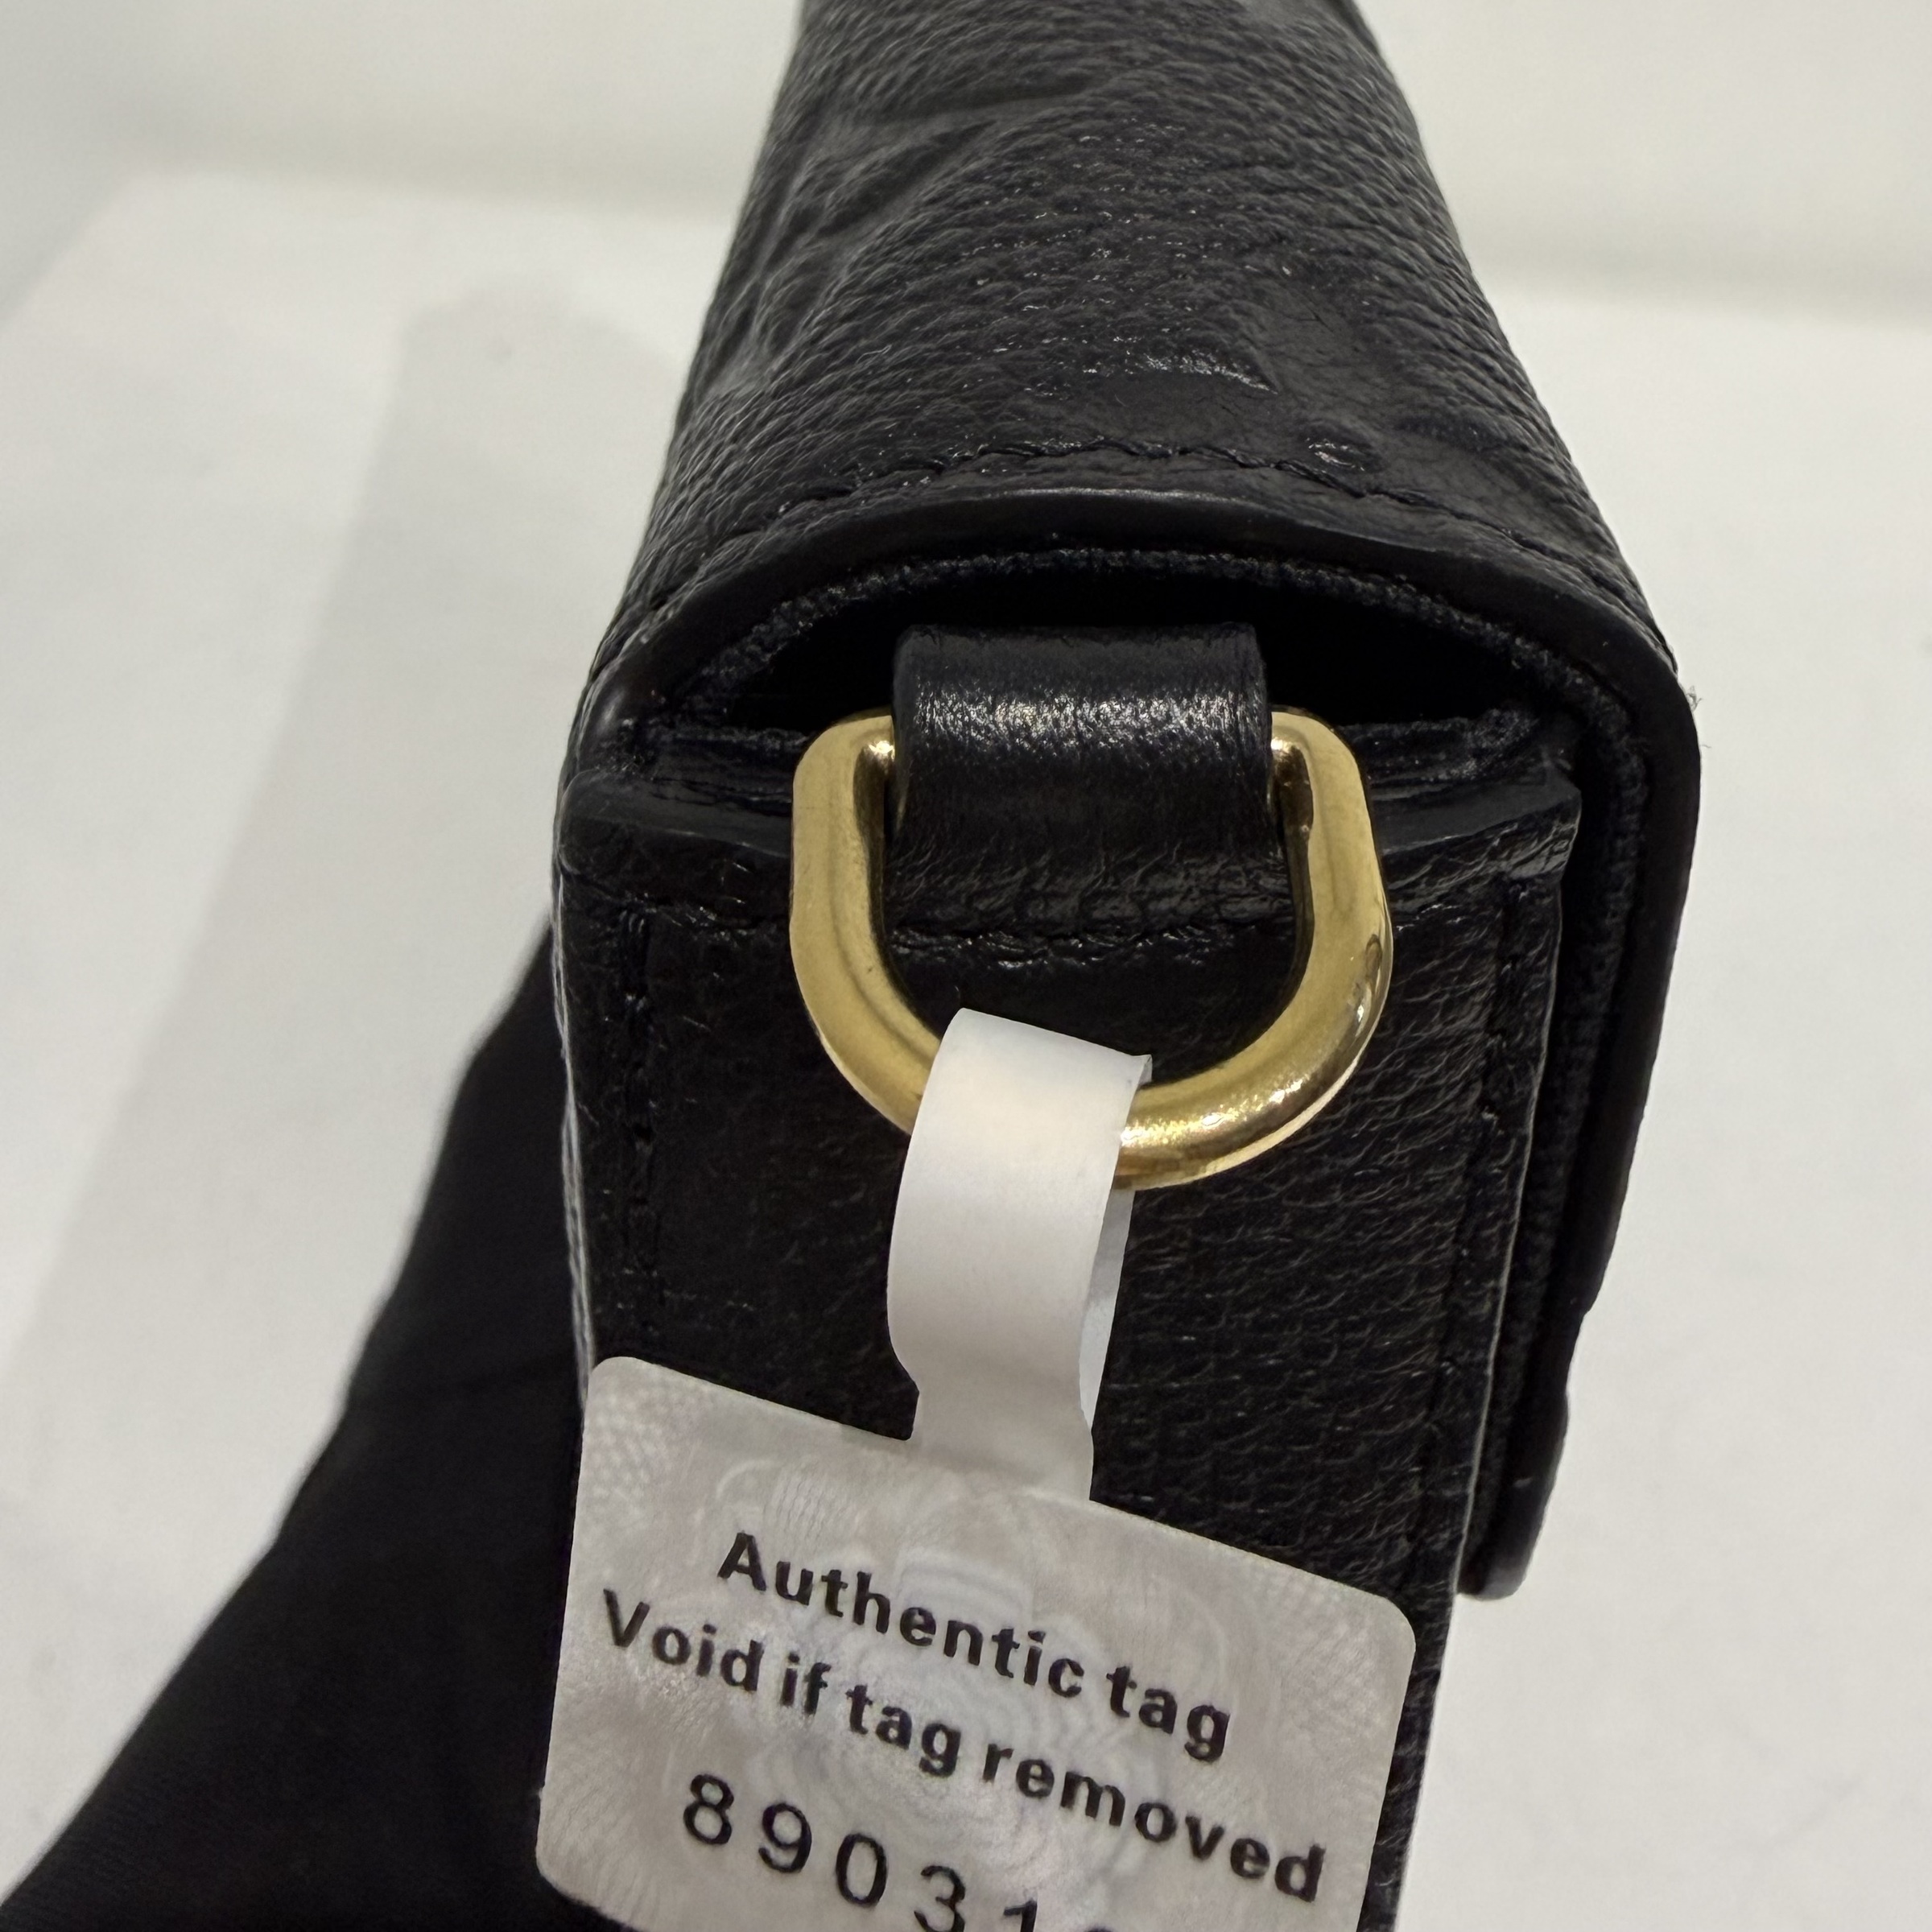 Authentic tag
Void if tag removed
89031